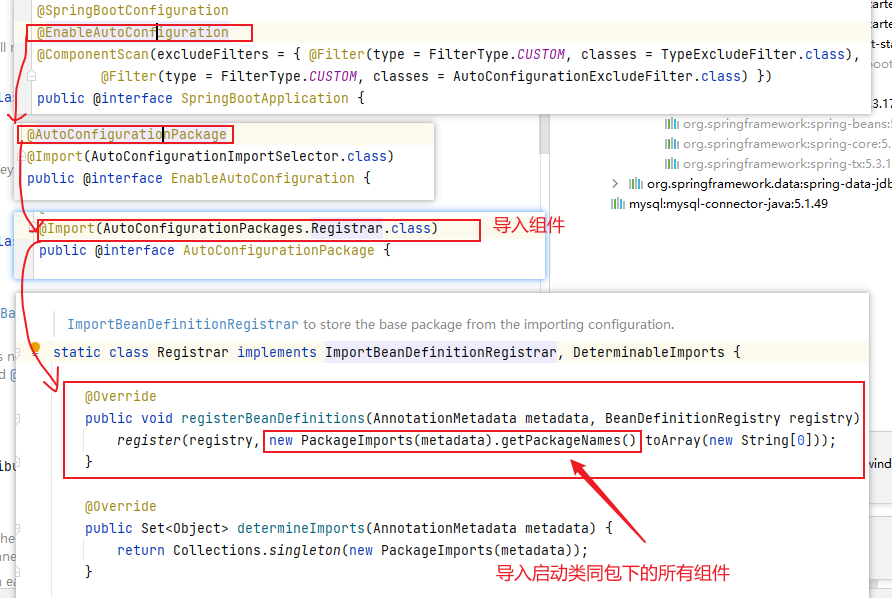 @SpringBootConfiguration
@EnableAutoConfiguration
@ComponentScan(excludeFilters = { @Filter(type = FilterType.CUSTOM, classes = TypeExcludeFilter.class),
@Filter(type = FilterType.CUSTOM, classes = AutoConfigurationExcludeFilter.class) })
public @interface SpringBootApplication {
@AutoConfigurationPackage
@Import(AutoConfigurationImportSelector.class)
public @interface EnableAutoConfiguration {
@Import(AutoConfigurationPackages.Registrar.class)
导入组件
public @interface AutoConfigurationPackage {
org.springframework:spring-beans:
org.springframework:spring-core:5.
org.springframework:spring-tx:5.3.1
org.springframework.data:spring-data-jdb
mysql:mysql-connector-java:5.1.49
ImportBeanDefinitionRegistrar to store the base package from the importing configuration.
static class Registrar implements ImportBeanDefinitionRegistrar, DeterminableImports {
@Override
public void registerBeanDefinitions(AnnotationMetadata metadata, BeanDefinitionRegistry registry)
register(registry, new PackageImports(metadata).getPackageNames() toArray(new String[0]));
}
@Override
public Set<Object> determineImports(AnnotationMetadata metadata) {
return Collections.singleton(new PackageImports(metadata));
}
导入启动类同包下的所有组件